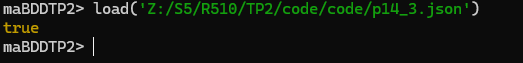 maBDDTP2> load('Z:/S5/R510/TP2/code/code/p14_3.json')
true
maBDDTP2>